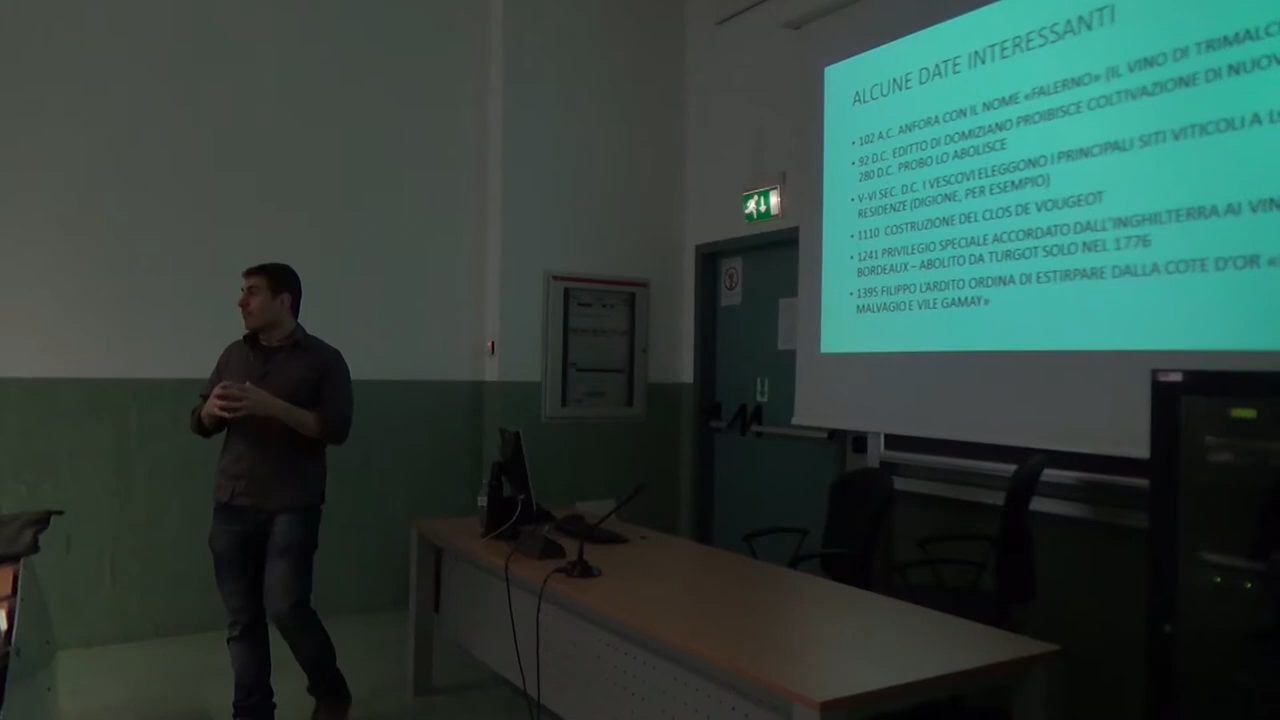 ALCUNE DATE INTERESSANTI
• 102 A.C. ANFORA CON IL NOME «FALERNO» (IL VINO DI TRIMALC
• 92 D.C. EDITTO DI DOMIZIANO PROIBISCE COLTIVAZIONE DI NUOV
280 D.C. PROBO LO ABOLISCE
• V-VI SEC. D.C. I VESCOVI ELEGGONO I PRINCIPALI SITI VITICOLI A
RESIDENZE (DIGIONE, PER ESEMPIO)
• 1110 COSTRUZIONE DEL CLOS DE VOUGEOT
• 1241 PRIVILEGIO SPECIALE ACCORDATO DALL'INGHILTERRA AI VIN
BORDEAUX – ABOLITO DA TURGOT SOLO NEL 1776
• 1395 FILIPPO L'ARDITO ORDINA DI ESTIRPARE DALLA COTE D'OR «
MALVAGIO E VILE GAMAY»